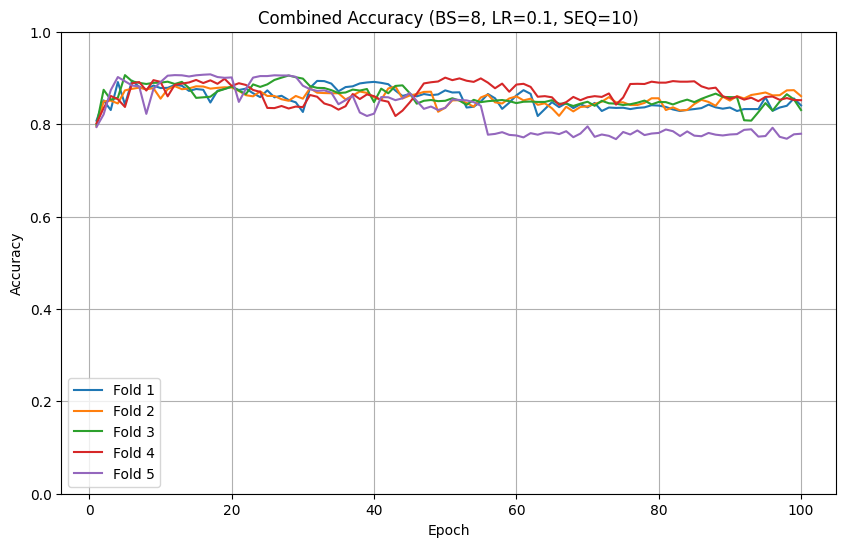 Combined Accuracy (BS=8, LR=0.1, SEQ=10)
Accuracy
1.0
0.8
0.6
0.4
0.2
0.0
Fold 1
Fold 2
Fold 3
Fold 4
Fold 5
0
20
40
60
80
100
Epoch